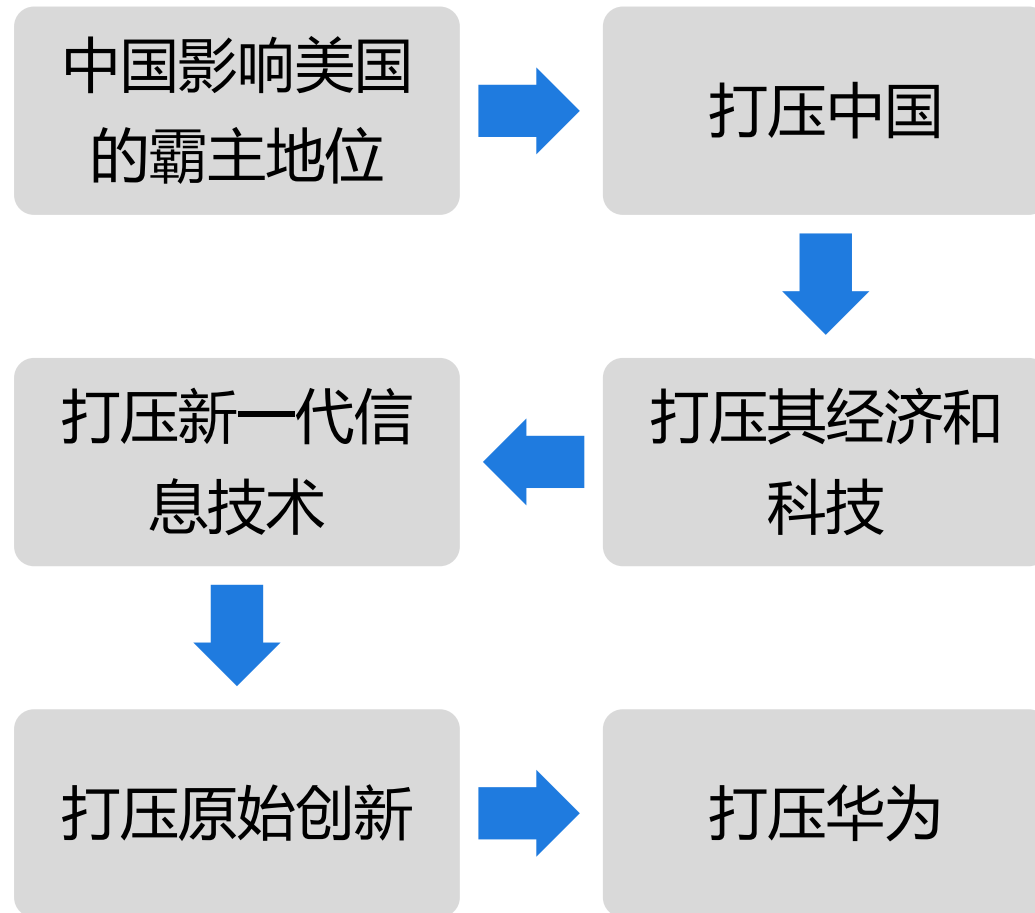 中国影响美国
的霸主地位
打压中国
打压其经济和
科技
打压新一代信
息技术
打压原始创新
打压华为